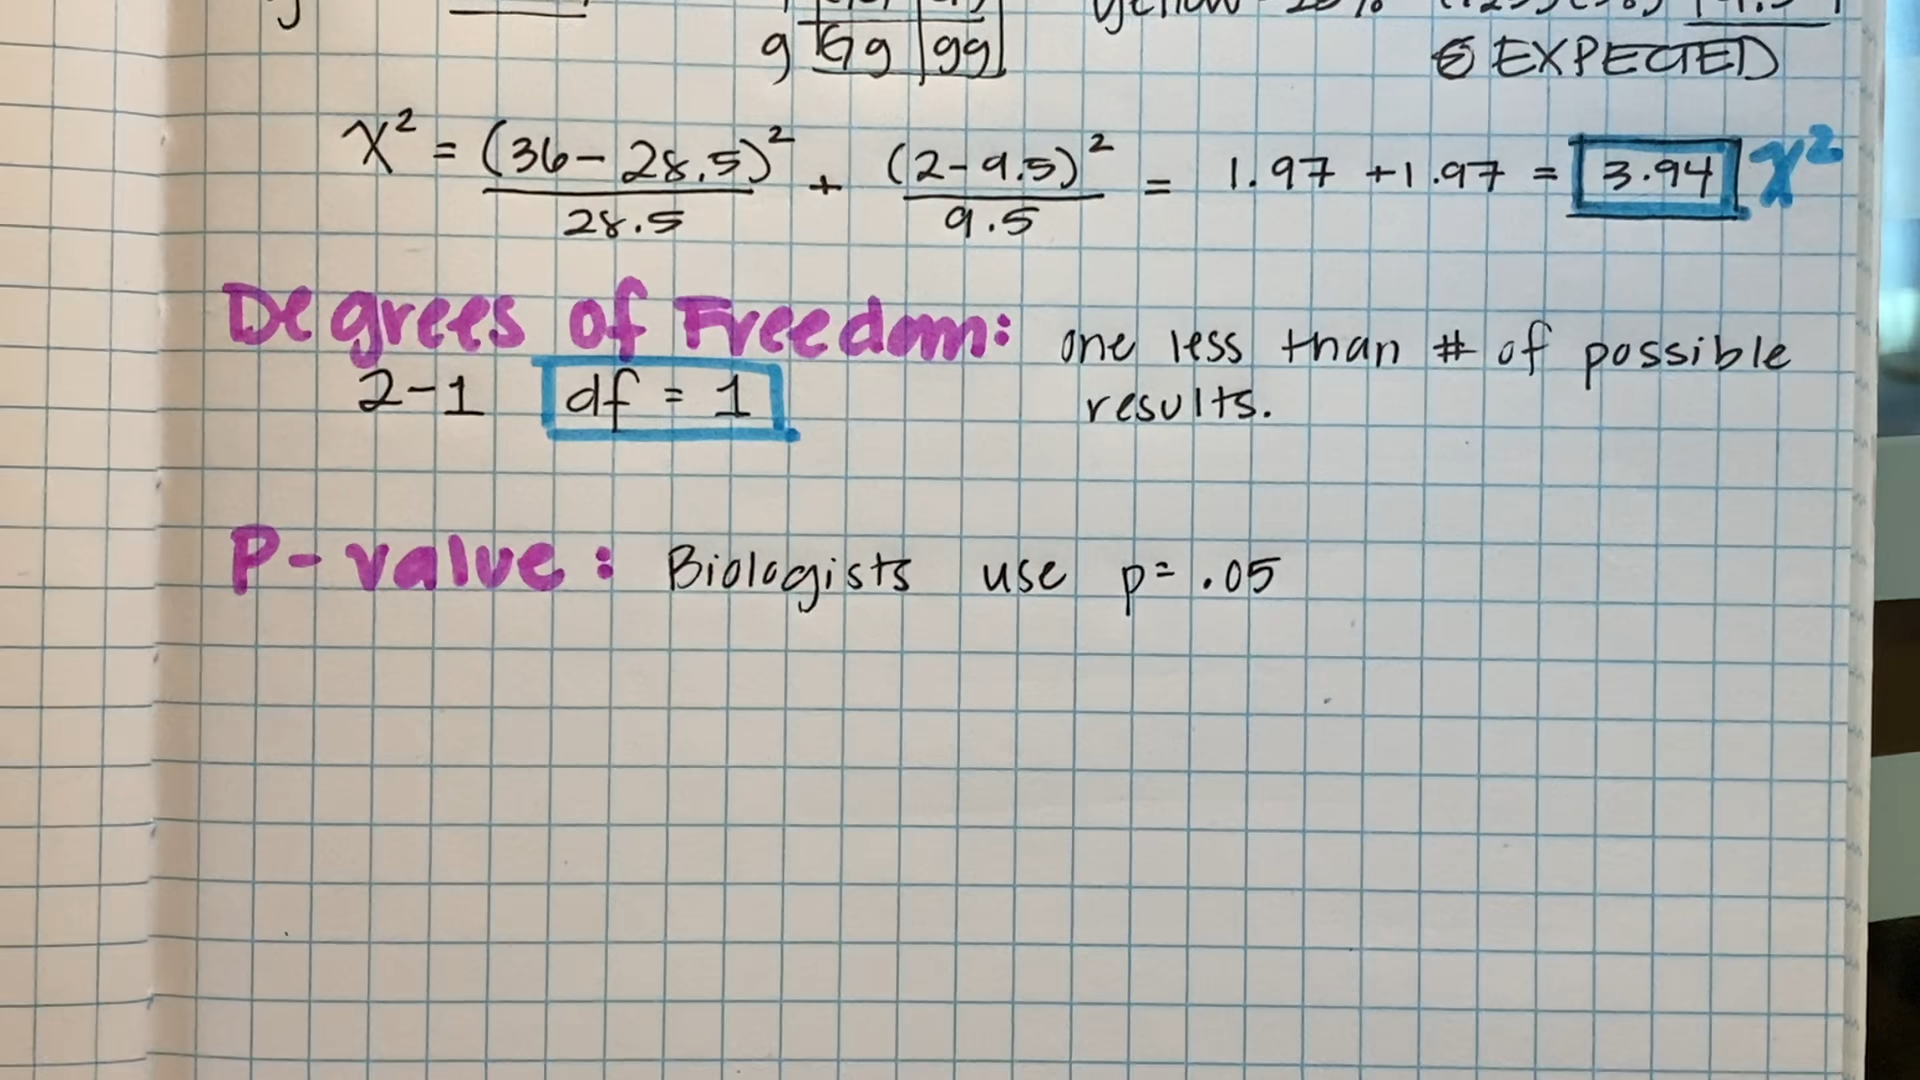 g Gg gg
E EXPECTED
χ² = (36-28.5)² / 28.5 + (2-9.5)² / 9.5 = 1.97 + 1.97 = 3.94 χ²
Degrees of Freedom: one less than # of possible
2-1 df = 1 results.
P-value: Biologists use p= .05